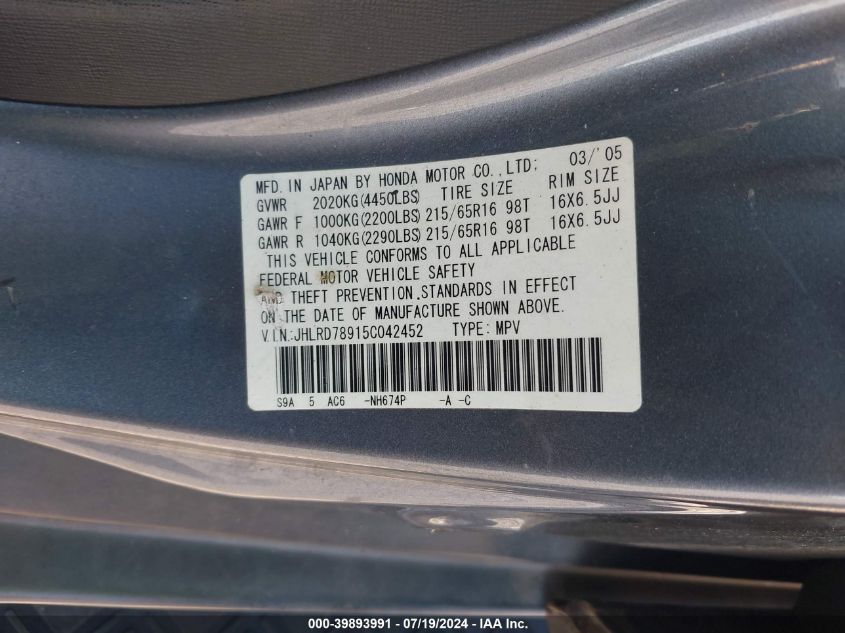 MFD. IN JAPAN BY HONDA MOTOR CO.,LTD: 03/'05
GVWR 2020KG(4450LBS) TIRE SIZE RIM SIZE
GAWR F 1000KG(2200LBS) 215/65R16 98T 16X6.5JJ
GAWR R 1040KG(2290LBS) 215/65R16 98T 16X6.5JJ
THIS VEHICLE CONFORMS TO ALL APPLICABLE
FEDERAL MOTOR VEHICLE SAFETY
AND THEFT PREVENTION.STANDARDS IN EFFECT
ON THE DATE OF MANUFACTURE SHOWN ABOVE.
V.I.N.:JHLRD78915C042452 TYPE: MPV
S9A 5 AC6 -NH674P -A -C
000-39893991 - 07/19/2024 - IAA Inc.